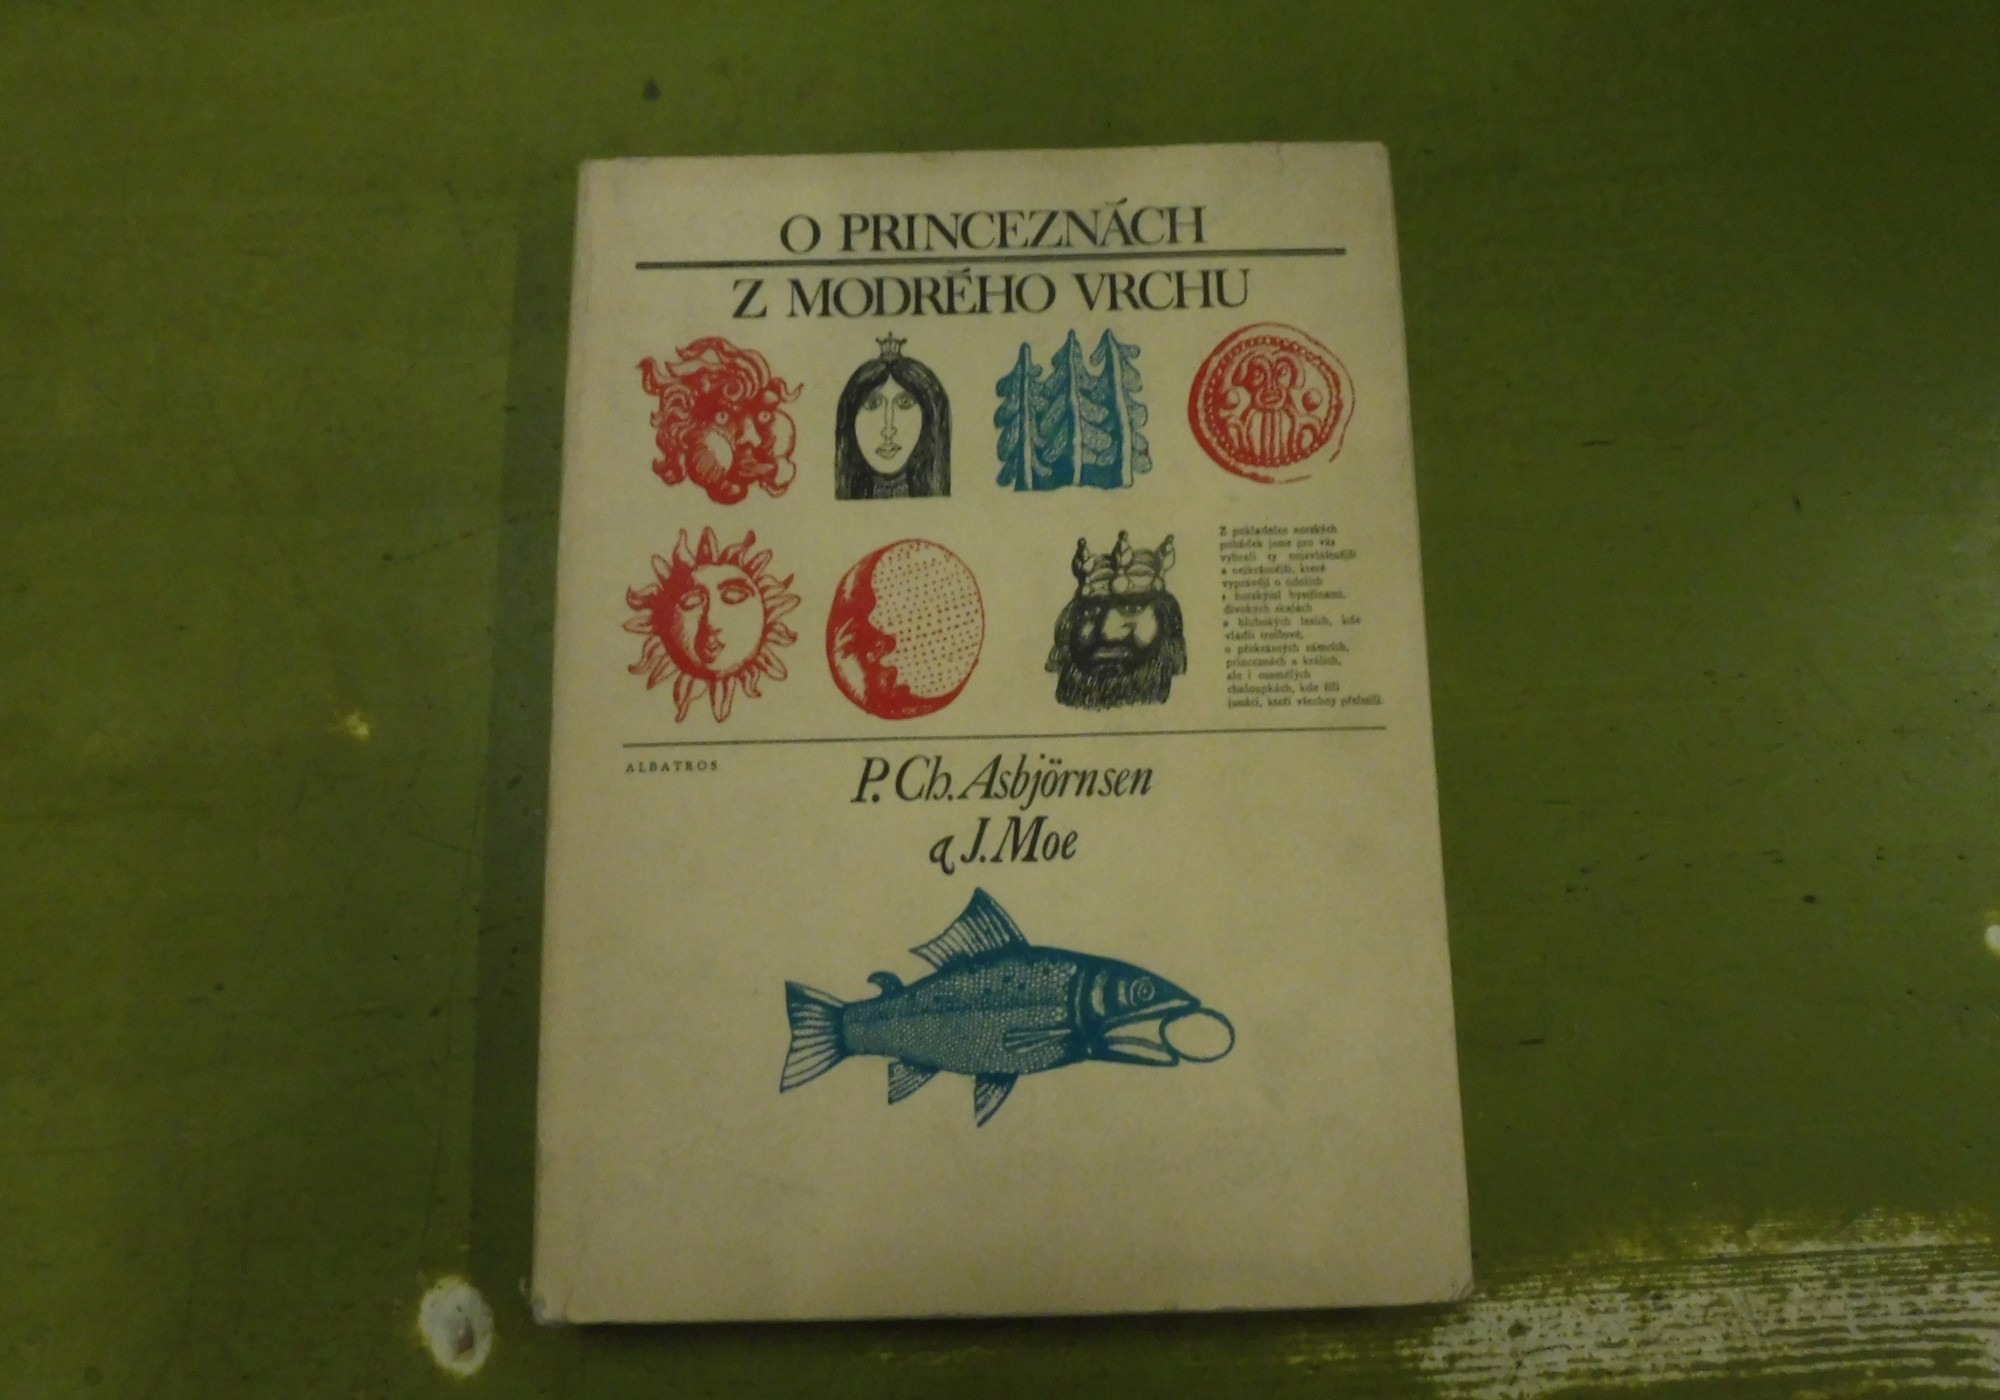 O PRINCEZNÁCH
Z MODRÉHO VRCHU
Z pokladnice norských
pohádek jsme pro vás
vybrali ty nejzvláštnější
a nejkrásnější, které
vyprávějí o údolích
s horskými bystřinami,
divokých skalách
a hlubokých lesích, kde
vládli trollové,
o překrásných zámcích,
princeznách a králích,
ale i osamělých
chaloupkách, kde žili
junáci, kteří všechny přelstili.
ALBATROS
P. Ch. Asbjörnsen
a J. Moe